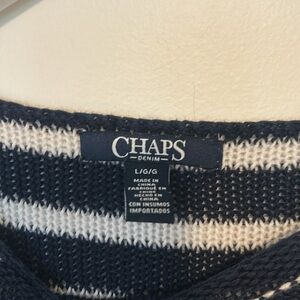 CHAPS
DENIM
L/G/G
MADE IN
CHINA
FABRIQUÉ EN
CHINE
HECHO EN
CHINA
CON INSUMOS
IMPORTADOS